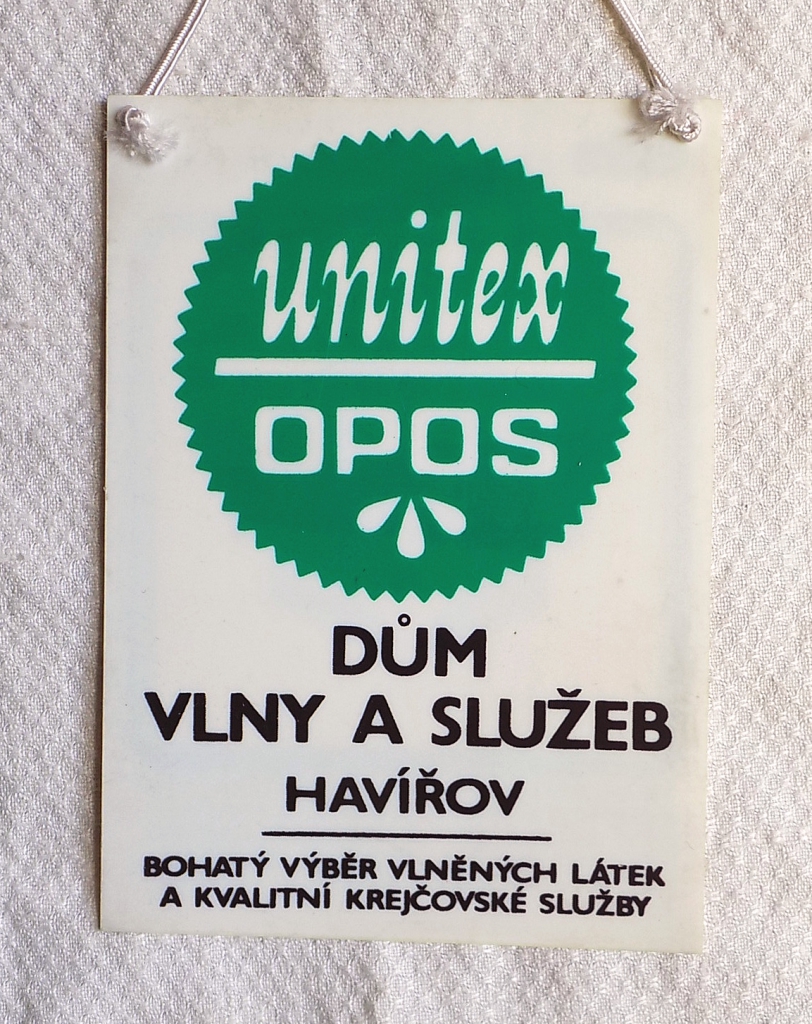 unitex
OPOS
DŮM
VLNY A SLUŽEB
HAVÍŘOV
BOHATÝ VÝBĚR VLNĚNÝCH LÁTEK
A KVALITNÍ KREJČOVSKÉ SLUŽBY